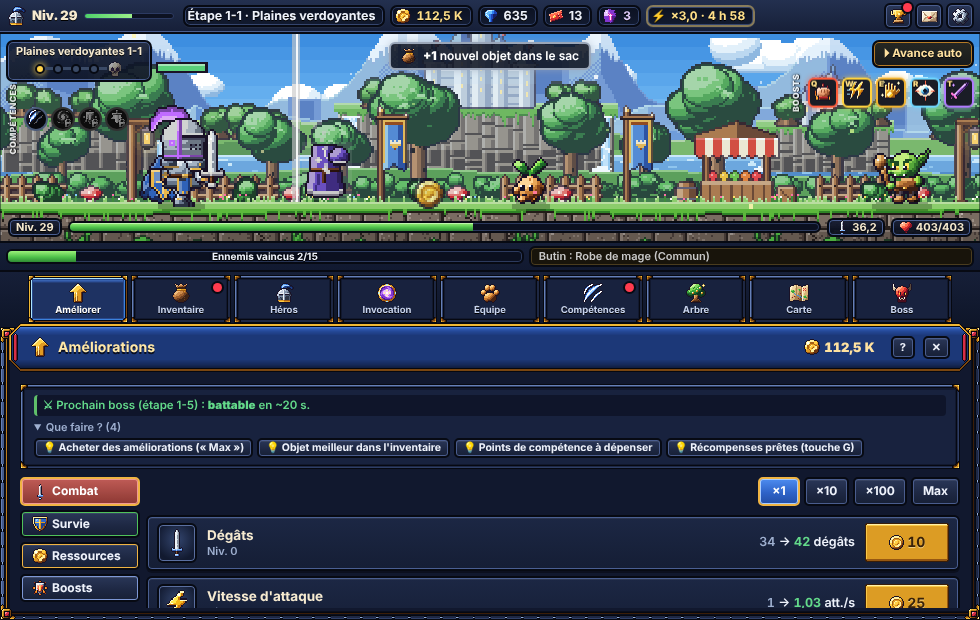 Niv. 29
Étape 1-1 · Plaines verdoyantes
112,5 K
635
13
3
×3,0 · 4 h 58
Plaines verdoyantes 1-1
+1 nouvel objet dans le sac
Avance auto
COMPÉTENCES
BOOSTS
Niv. 29
36,2
403/403
Ennemis vaincus 2/15
Butin : Robe de mage (Commun)
Améliorer
Inventaire
Héros
Invocation
Equipe
Compétences
Arbre
Carte
Boss
Améliorations
112,5 K
?
×
Prochain boss (étape 1-5) : battable en ~20 s.
▼ Que faire ? (4)
Acheter des améliorations (« Max »)
Objet meilleur dans l'inventaire
Points de compétence à dépenser
Récompenses prêtes (touche G)
Combat
×1
×10
×100
Max
Survie
Ressources
Boosts
Dégâts
Niv. 0
34 → 42 dégâts
10
Vitesse d'attaque
1 → 1,03 att./s
25